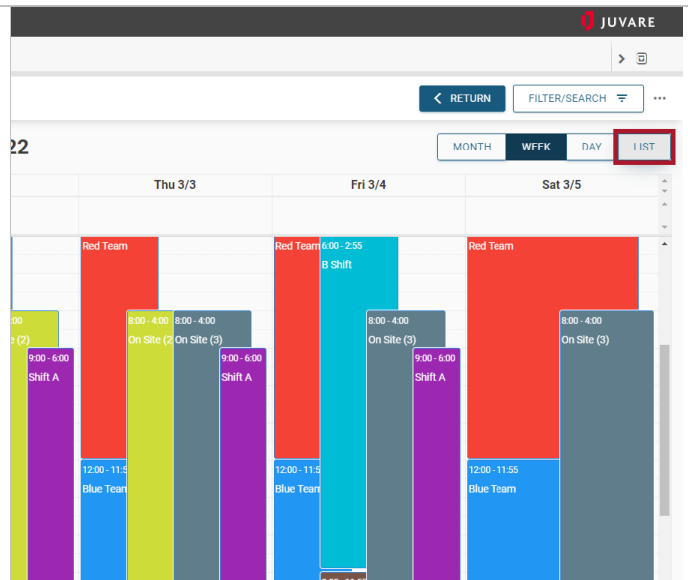 JUVARE
RETURN
FILTER/SEARCH
22
MONTH WEEK DAY LIST
Thu 3/3 Fri 3/4 Sat 3/5
Red Team
Red Team
6:00 - 2:55
B Shift
Red Team
:00
e (2)
8:00 - 4:00
On Site (2
8:00 - 4:00
On Site (3)
8:00 - 4:00
On Site (3)
8:00 - 4:00
On Site (3)
9:00 - 6:00
Shift A
9:00 - 6:00
Shift A
9:00 - 6:00
Shift A
12:00 - 11:5
Blue Tean
12:00 - 11:5
Blue Tean
12:00 - 11:55
Blue Team